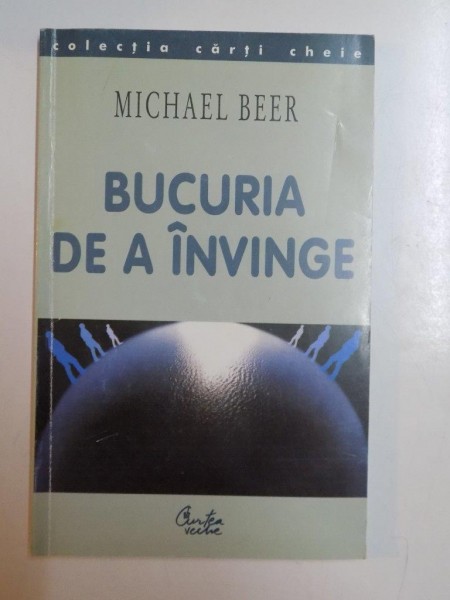 colecția cărți cheie
MICHAEL BEER
BUCURIA
DE A ÎNVINGE
Curtea
veche